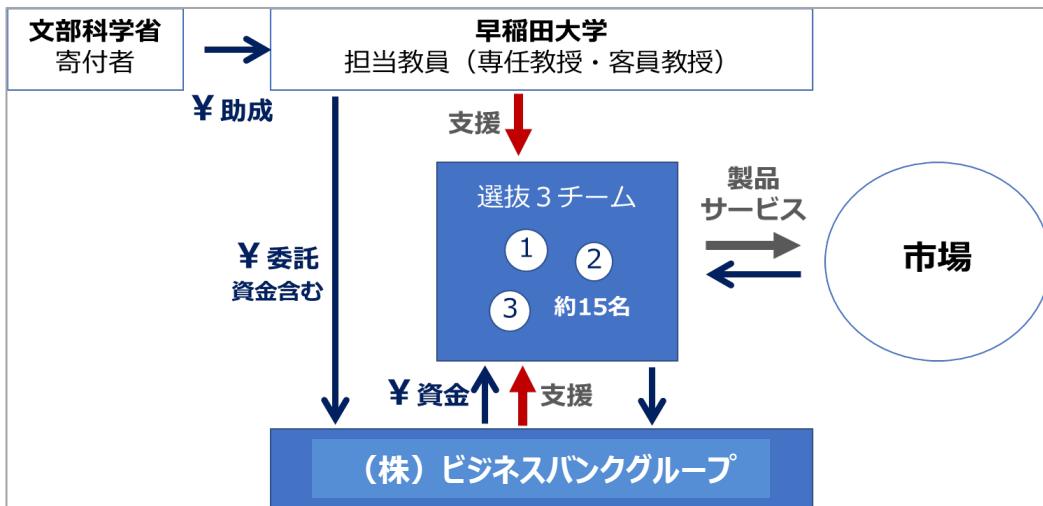 文部科学省
寄付者
早稲田大学
担当教員（専任教授・客員教授）
¥ 助成
支援
選抜３チーム
1
2
3
約15名
製品
サービス
市場
¥ 委託
資金含む
¥ 資金
支援
（株）ビジネスバンクグループ